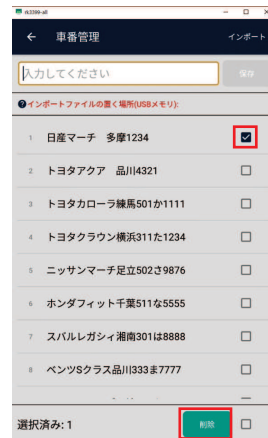 rk3399-all
車番管理
インポート
入力してください
保存
?インポートファイルの置く場所(USBメモリ):
1 日産マーチ 多摩1234
2 トヨタアクア 品川4321
3 トヨタカローラ練馬501か1111
4 トヨタクラウン横浜311た1234
5 ニッサンマーチ足立502さ9876
6 ホンダフィット千葉511な5555
7 スバルレガシィ湘南301は8888
8 ベンツSクラス品川333ま7777
選択済み: 1
削除